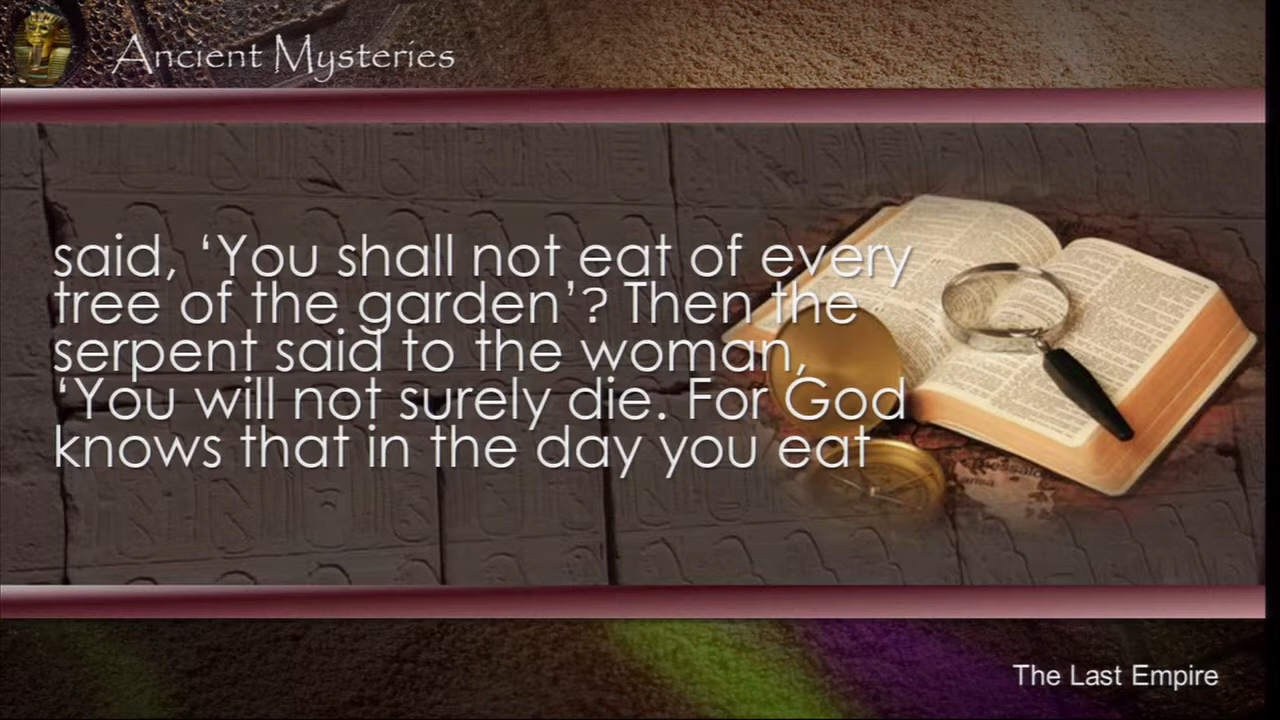 Ancient Mysteries
said, ‘You shall not eat of every
tree of the garden’? Then the
serpent said to the woman,
‘You will not surely die. For God
knows that in the day you eat
The Last Empire